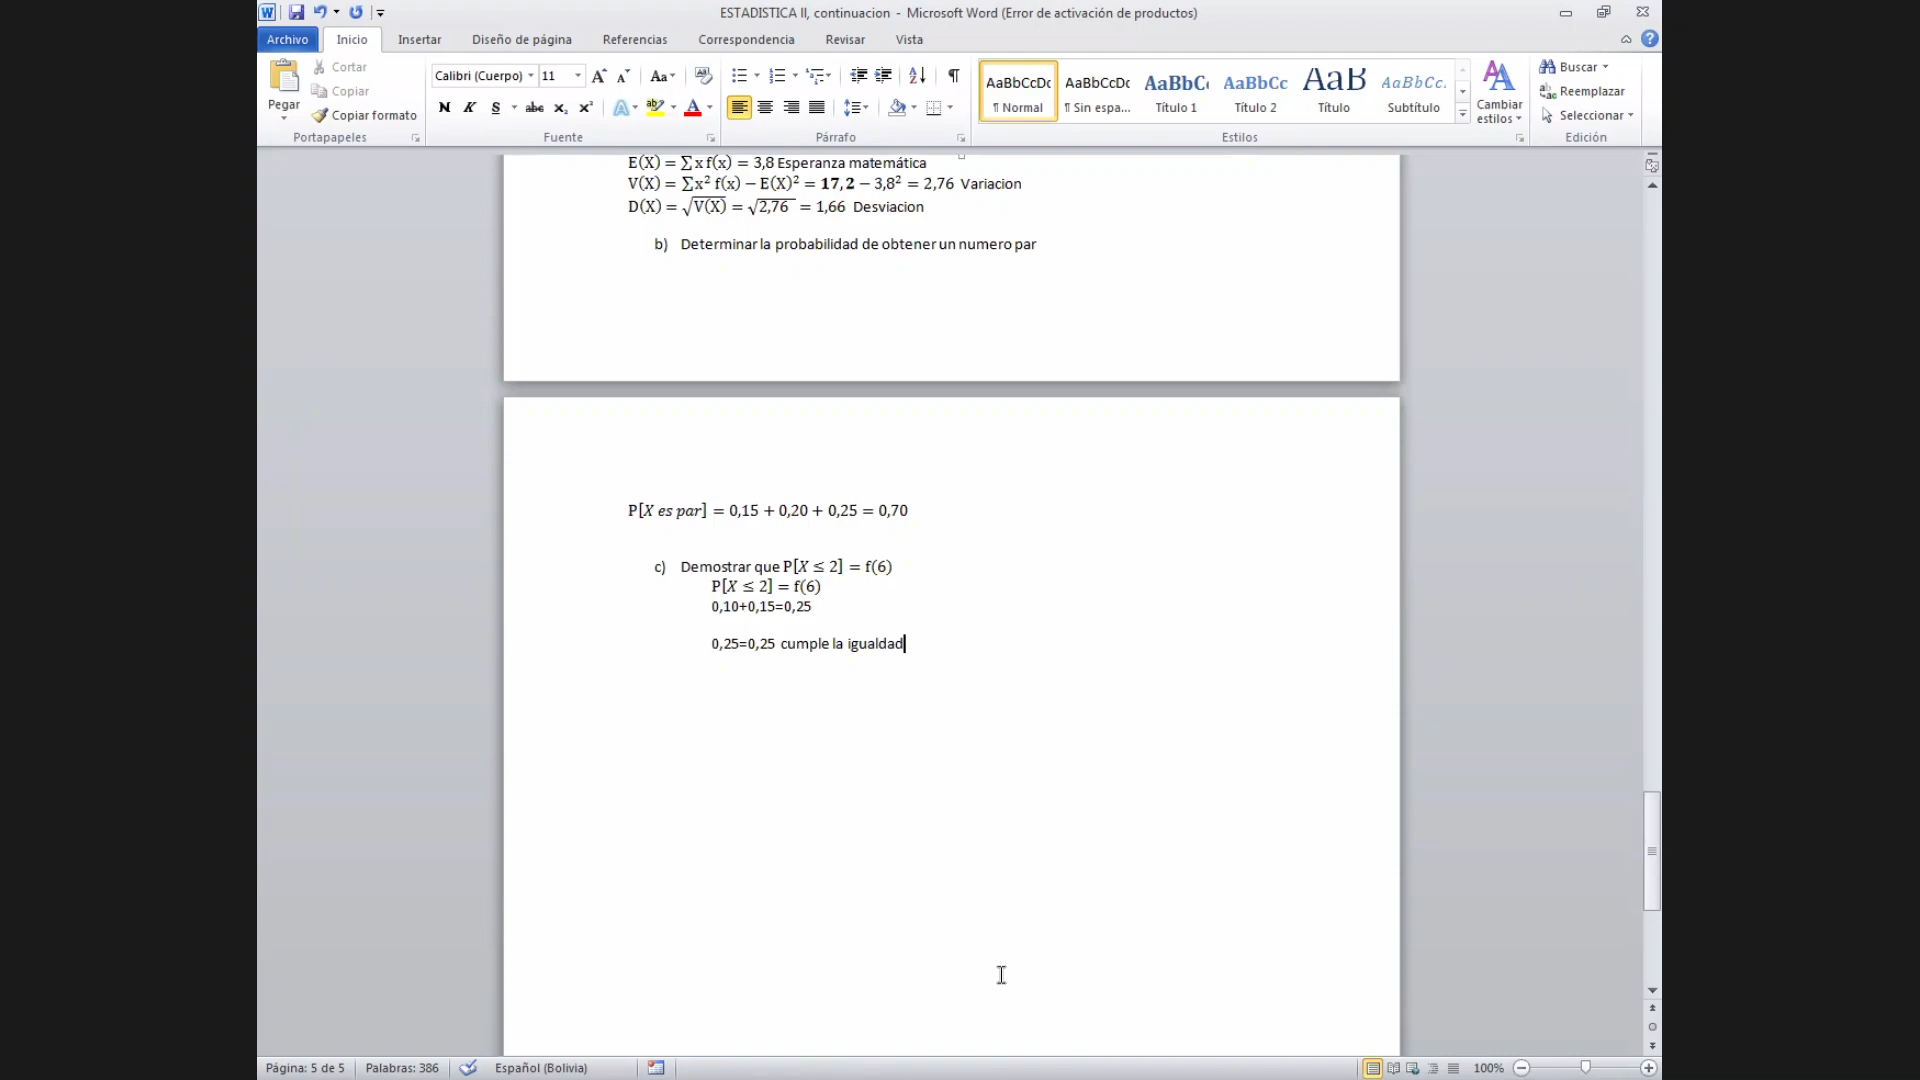 ESTADISTICA II, continuacion - Microsoft Word (Error de activación de productos)
Archivo Inicio Insertar Diseño de página Referencias Correspondencia Revisar Vista
Pegar
Cortar
Copiar
Copiar formato
Portapapeles
Calibri (Cuerpo) 11
Fuente
Párrafo
AaBbCcDc AaBbCcDc AaBbC AaBbCc AaB AaBbCc.
¶ Normal ¶ Sin espa... Título 1 Título 2 Título Subtítulo
Cambiar
estilos
Estilos
Buscar
Reemplazar
Seleccionar
Edición
E(X) = ∑x f(x) = 3,8 Esperanza matemática
V(X) = ∑x² f(x) − E(X)² = 17,2 − 3,8² = 2,76 Variacion
D(X) = √V(X) = √2,76 = 1,66 Desviacion
b) Determinar la probabilidad de obtener un numero par
P[X es par] = 0,15 + 0,20 + 0,25 = 0,70
c) Demostrar que P[X ≤ 2] = f(6)
P[X ≤ 2] = f(6)
0,10+0,15=0,25
0,25=0,25 cumple la igualdad
Página: 5 de 5 Palabras: 386 Español (Bolivia) 100%